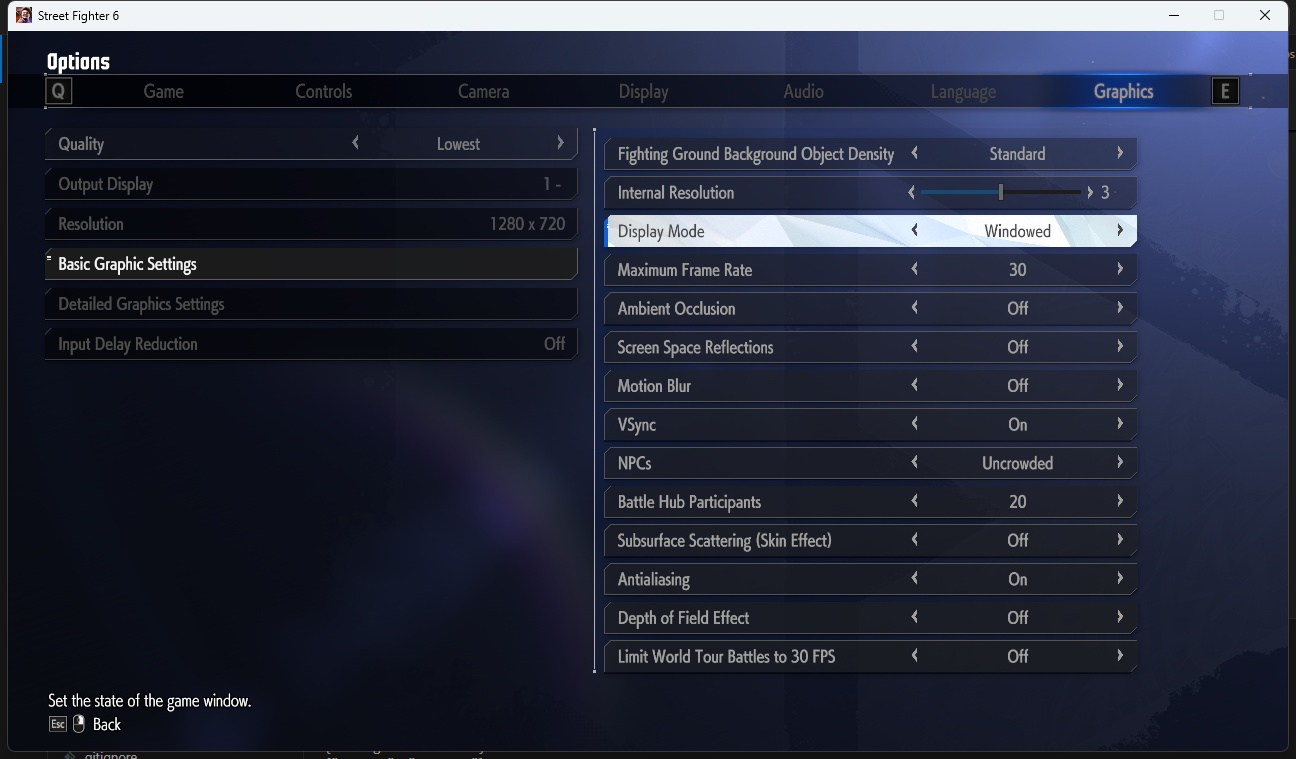 Street Fighter 6
Options
Q Game Controls Camera Display Audio Language Graphics E
Quality Lowest
Output Display 1 -
Resolution 1280 x 720
Basic Graphic Settings
Detailed Graphics Settings
Input Delay Reduction Off
Fighting Ground Background Object Density Standard
Internal Resolution 3
Display Mode Windowed
Maximum Frame Rate 30
Ambient Occlusion Off
Screen Space Reflections Off
Motion Blur Off
VSync On
NPCs Uncrowded
Battle Hub Participants 20
Subsurface Scattering (Skin Effect) Off
Antialiasing On
Depth of Field Effect Off
Limit World Tour Battles to 30 FPS Off
Set the state of the game window.
Esc Back
.gitignore